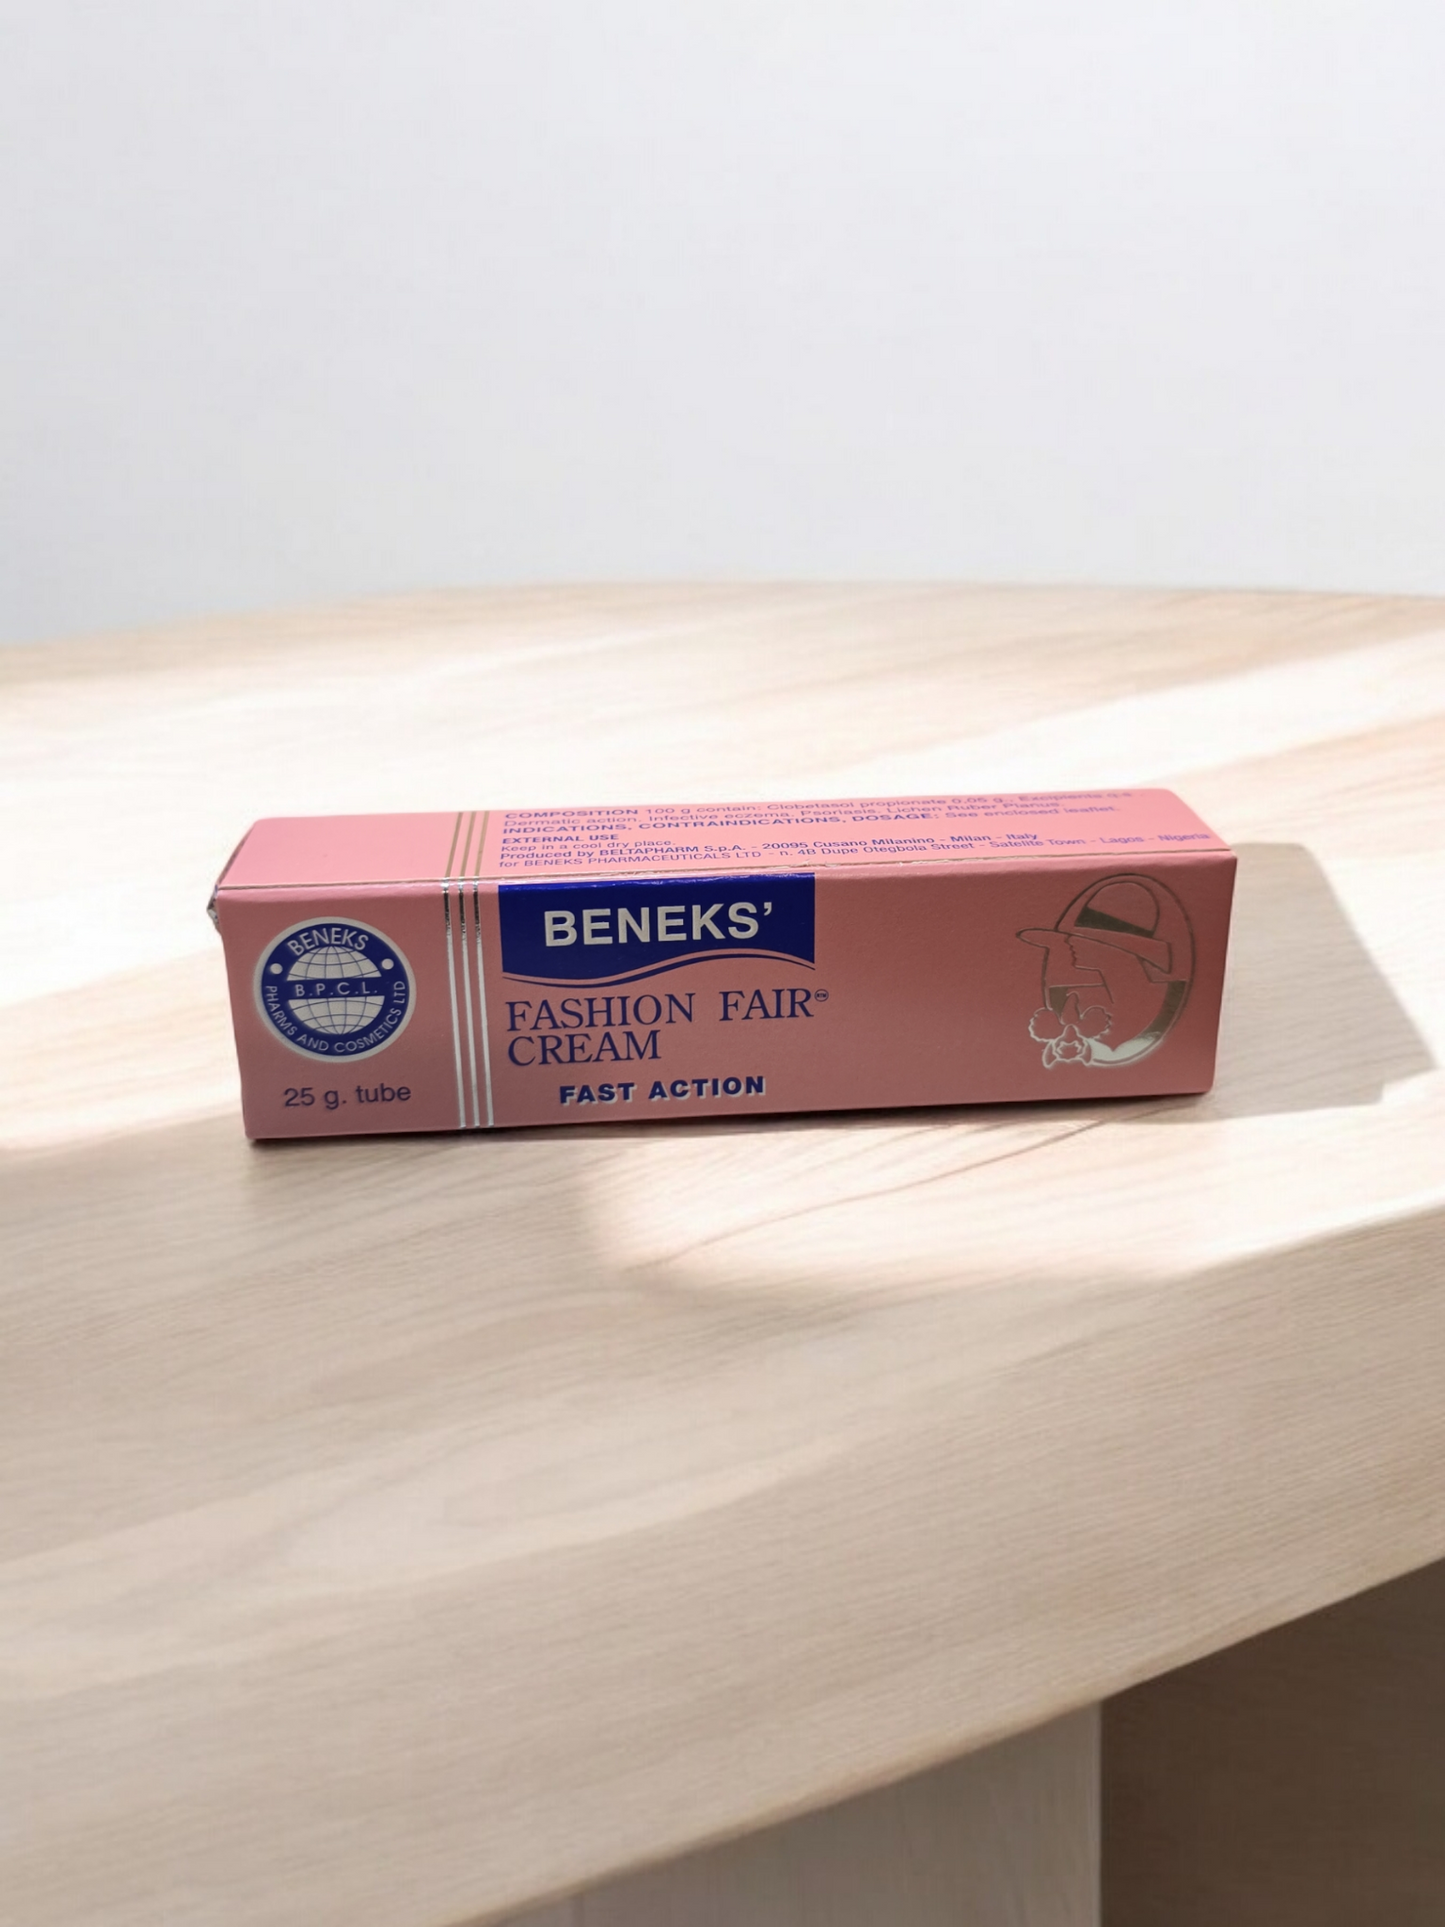 COMPOSITION 100 g contain: Clobetasol propionate 0.05 g., Excipients q.s
Dermatic action, Infective eczema, Psoriasis, Lichen Ruber Planus.
INDICATIONS, CONTRAINDICATIONS, DOSAGE: See enclosed leaflet.
EXTERNAL USE
Keep in a cool dry place.
Produced by BELTAPHARM S.p.A. - 20095 Cusano Milanino - Milan - Italy
for BENEKS PHARMACEUTICALS LTD - n. 4B Dupe Otegbola Street - Satelite Town - Lagos - Nigeria
BENEKS
B.P.C.L.
PHARMS AND COSMETICS LTD
25 g. tube
BENEKS’
FASHION FAIR
CREAM
FAST ACTION